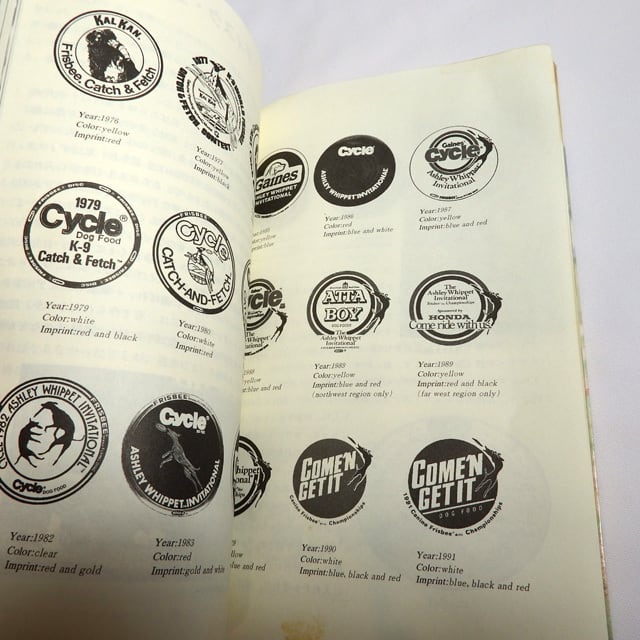 KAL KAN.
Frisbee. Catch & Fetch
Year:1976
Color:yellow
Imprint:red
1977
Year:1977
Color:yellow
Imprint:black
FRISBEE DISC
1979
Cycle®
Dog Food
K-9
Catch & Fetch™
Year:1979
Color:white
Imprint:red and black
FRISBEE
Cycle
CATCH-AND-FETCH
Year:1980
Color:white
Imprint:red
1982 ASHLEY WHIPPET INVITATIONAL
Cycle DOG FOOD
Year:1982
Color:clear
Imprint:red and gold
FRISBEE
Cycle®
ASHLEY WHIPPET INVITATIONAL
Year:1983
Color:red
Imprint:gold and white
Gaines
ASHLEY WHIPPET
INVITATIONAL
Cycle®
ASHLEY WHIPPET INVITATIONAL
Year:1986
Color:red
Imprint:blue and white
Gaines
Cycle
Ashley Whippet
Invitational
Year:1987
Color:yellow
Imprint:blue and red
ATTA
BOY
DOG FOOD
The
Ashley Whippet
Invitational
Year:1989
Color:yellow
Imprint:blue and red
(northwest region only)
The
Ashley Whippet
Invitational
Sponsored by
HONDA
Come ride with us.
Year:1989
Color:yellow
Imprint:red and black
(far west region only)
COME'N
GET IT
Canine Frisbee Championships
Year:1990
Color:white
Imprint:blue, black and red
COME'N
GET IT
DOG FOOD
1991 Canine Frisbee Championships
Year:1991
Color:white
Imprint:blue, black and red